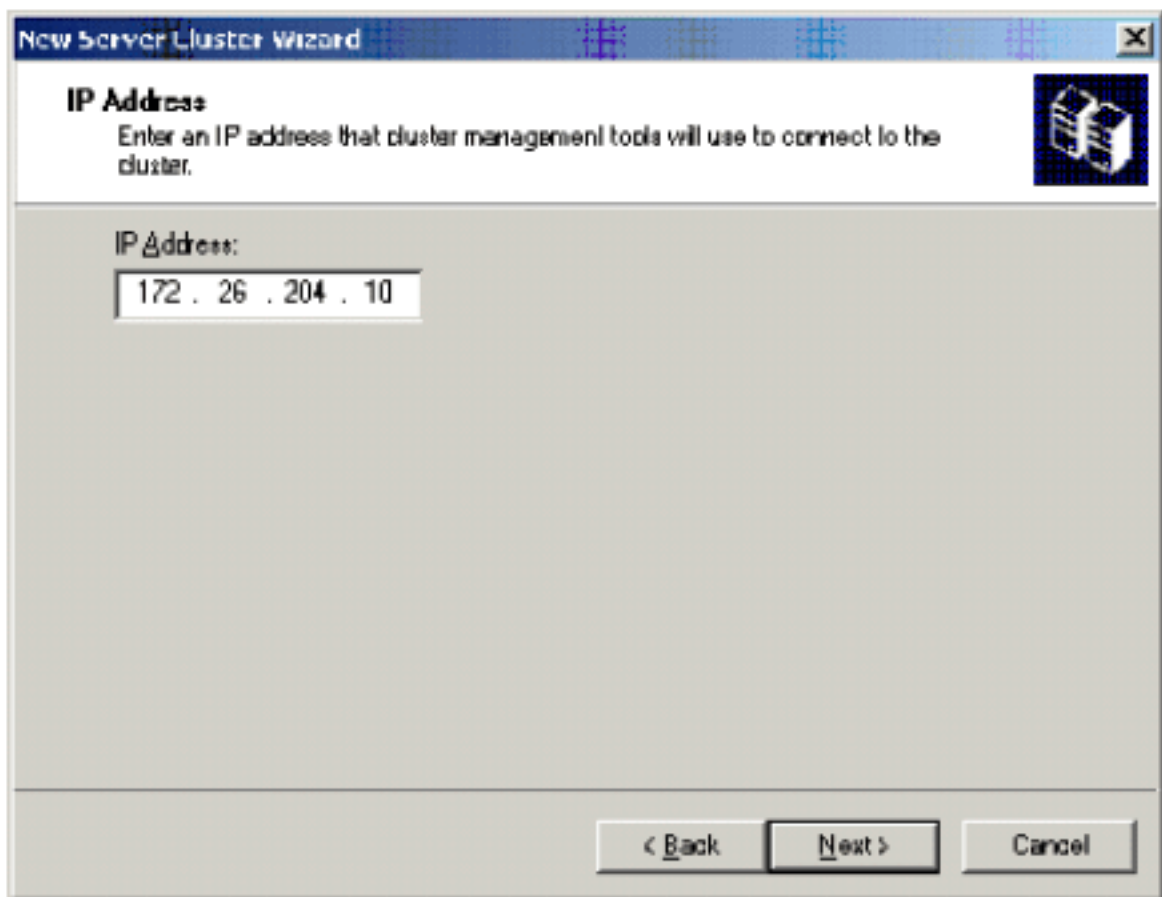 New Server Cluster Wizard
IP Address
Enter an IP address that cluster management tools will use to connect to the
cluster.
IP Address:
172 . 26 . 204 . 10
< Back
Next >
Cancel